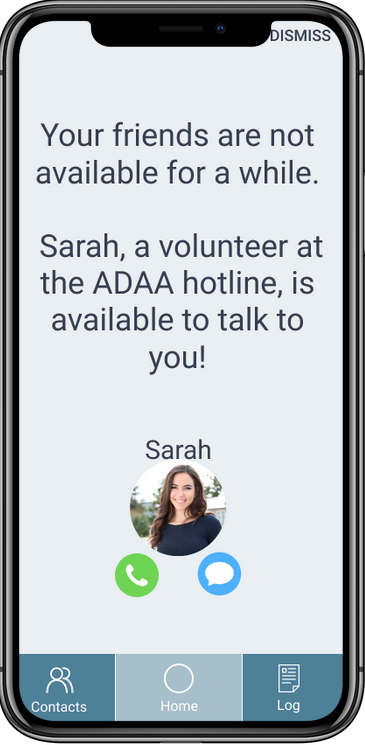 DISMISS
Your friends are not
available for a while.
Sarah, a volunteer at
the ADAA hotline, is
available to talk to
you!
Sarah
Contacts
Home
Log